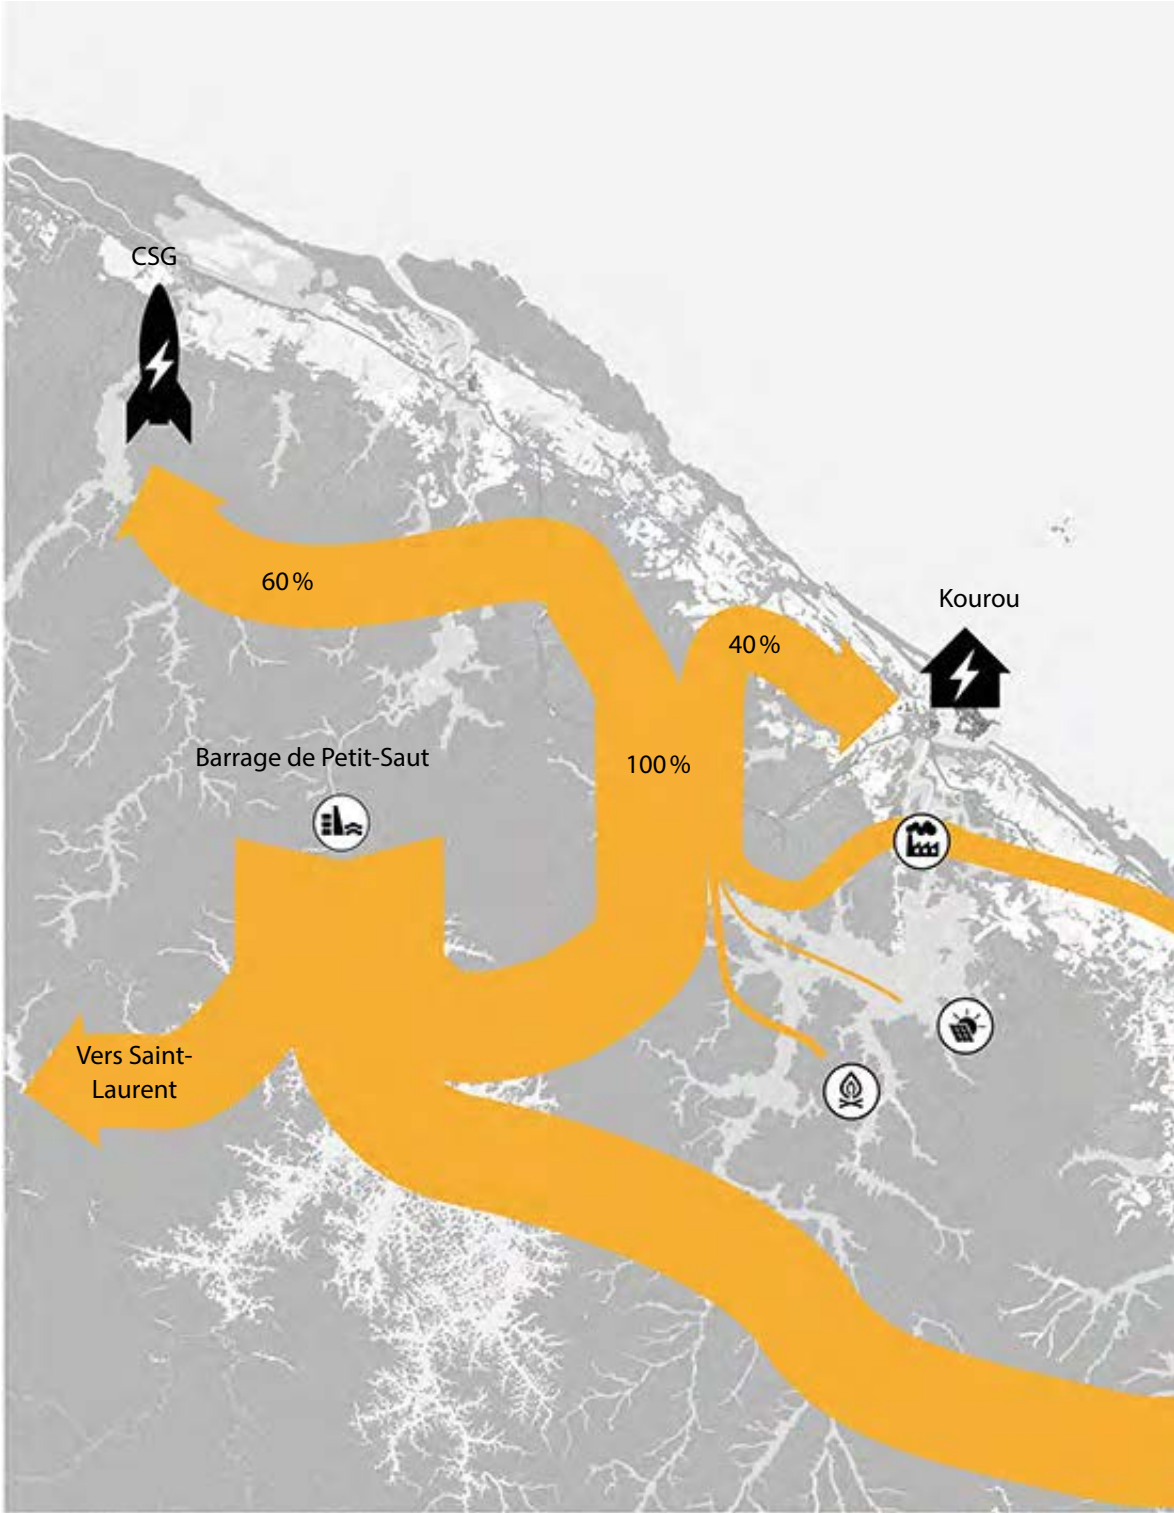 CSG
60 %
Kourou
40 %
Barrage de Petit-Saut
100 %
Vers Saint-
Laurent